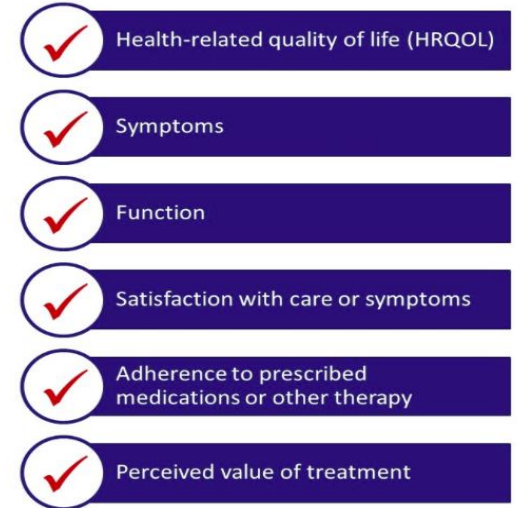 Health-related quality of life (HRQOL)
Symptoms
Function
Satisfaction with care or symptoms
Adherence to prescribed
medications or other therapy
Perceived value of treatment